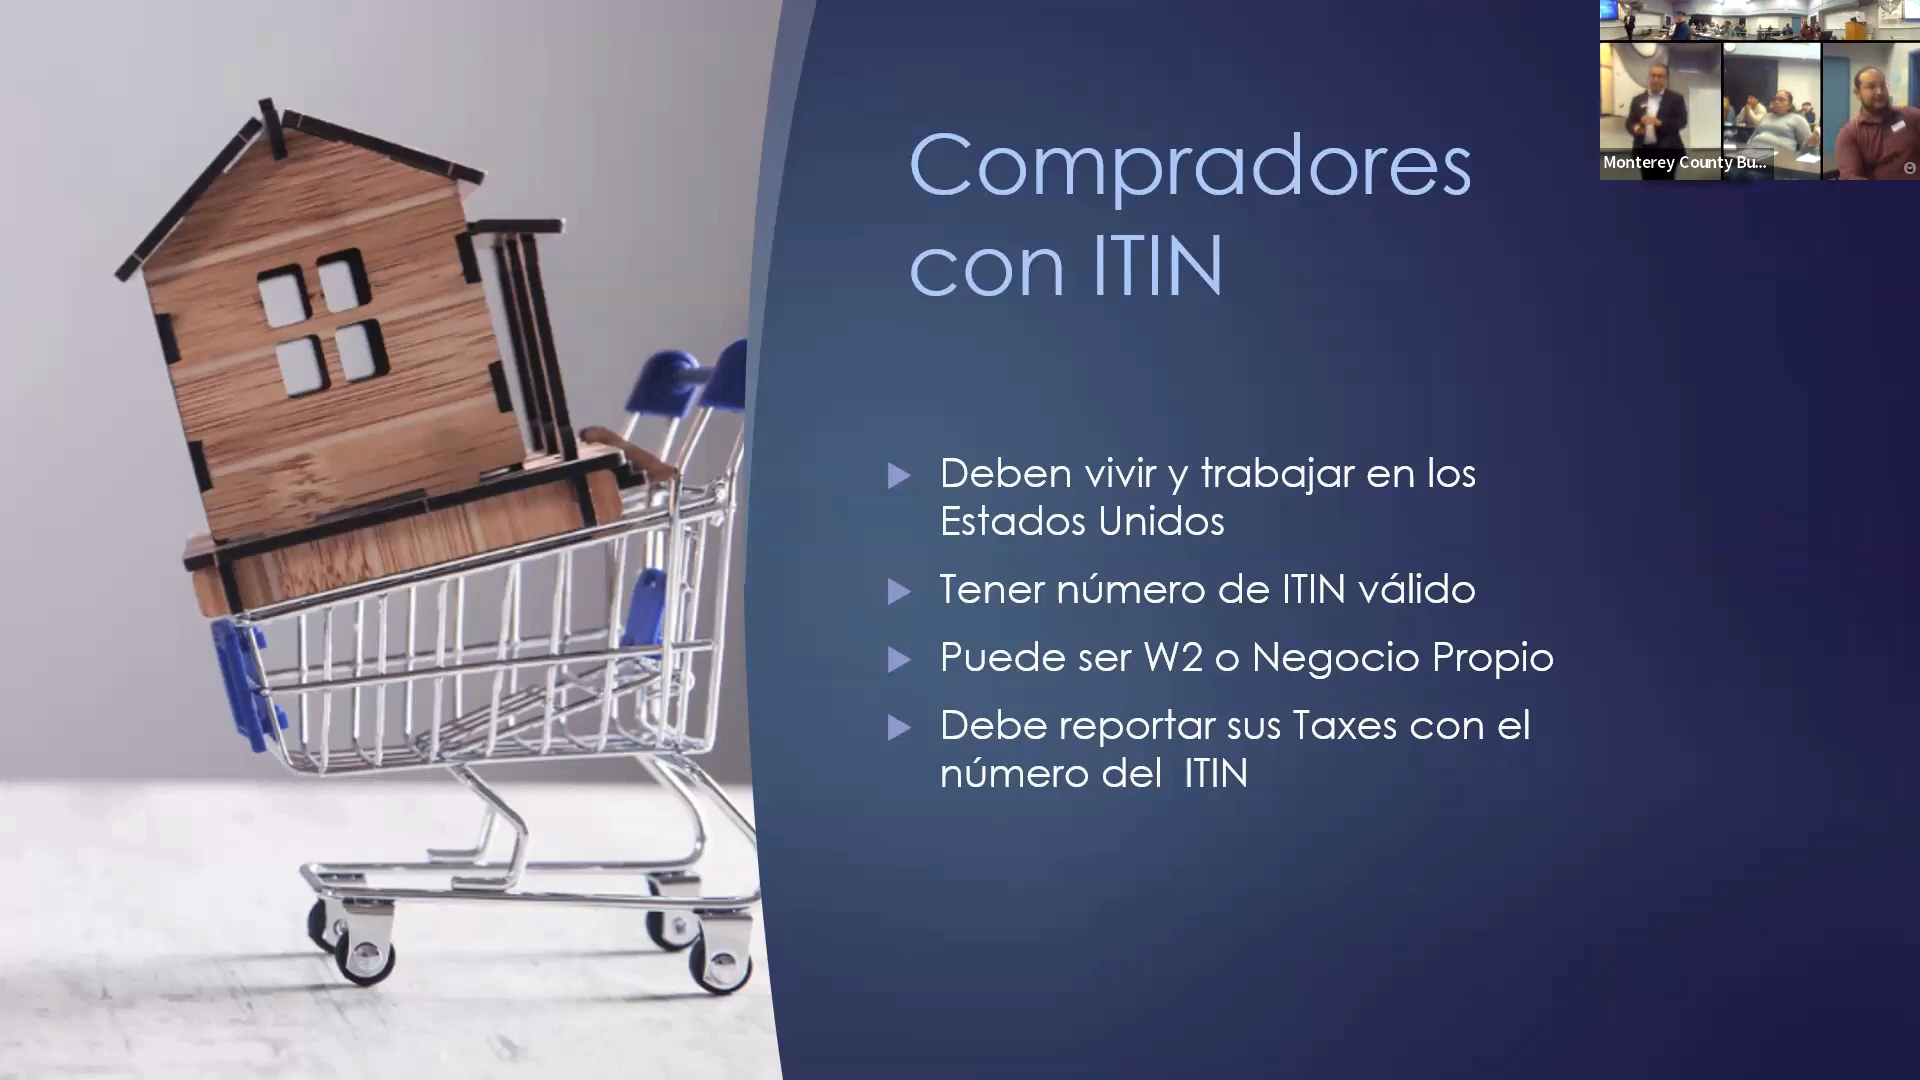 Compradores
con ITIN
Deben vivir y trabajar en los
Estados Unidos
Tener número de ITIN válido
Puede ser W2 o Negocio Propio
Debe reportar sus Taxes con el
número del ITIN
Monterey County Bu...